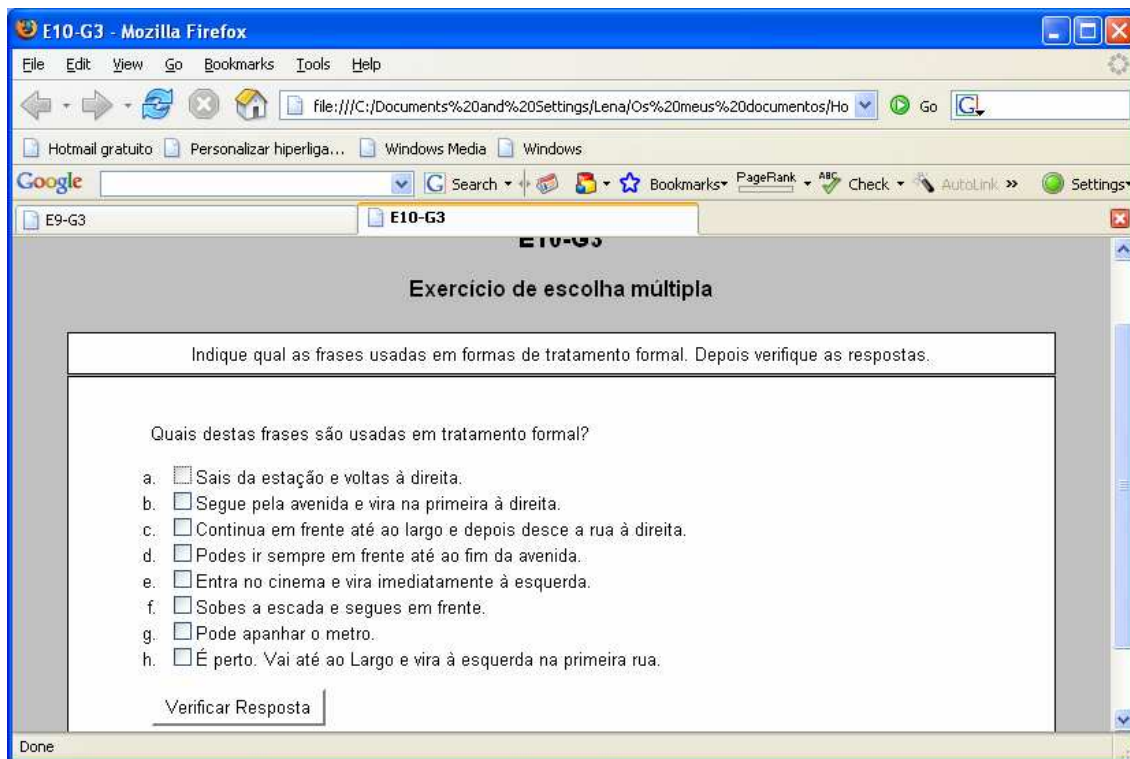 E10-G3 - Mozilla Firefox
File Edit View Go Bookmarks Tools Help
file:///C:/Documents%20and%20Settings/Lena/Os%20meus%20documentos/Ho Go G
Hotmail gratuito Personalizar hiperliga... Windows Media Windows
Google G Search Bookmarks PageRank ABC Check AutoLink » Settings
E9-G3 E10-G3
E10-G3
Exercício de escolha múltipla
Indique qual as frases usadas em formas de tratamento formal. Depois verifique as respostas.
Quais destas frases são usadas em tratamento formal?
a. Sais da estação e voltas à direita.
b. Segue pela avenida e vira na primeira à direita.
c. Continua em frente até ao largo e depois desce a rua à direita.
d. Podes ir sempre em frente até ao fim da avenida.
e. Entra no cinema e vira imediatamente à esquerda.
f. Sobes a escada e segues em frente.
g. Pode apanhar o metro.
h. É perto. Vai até ao Largo e vira à esquerda na primeira rua.
Verificar Resposta
Done